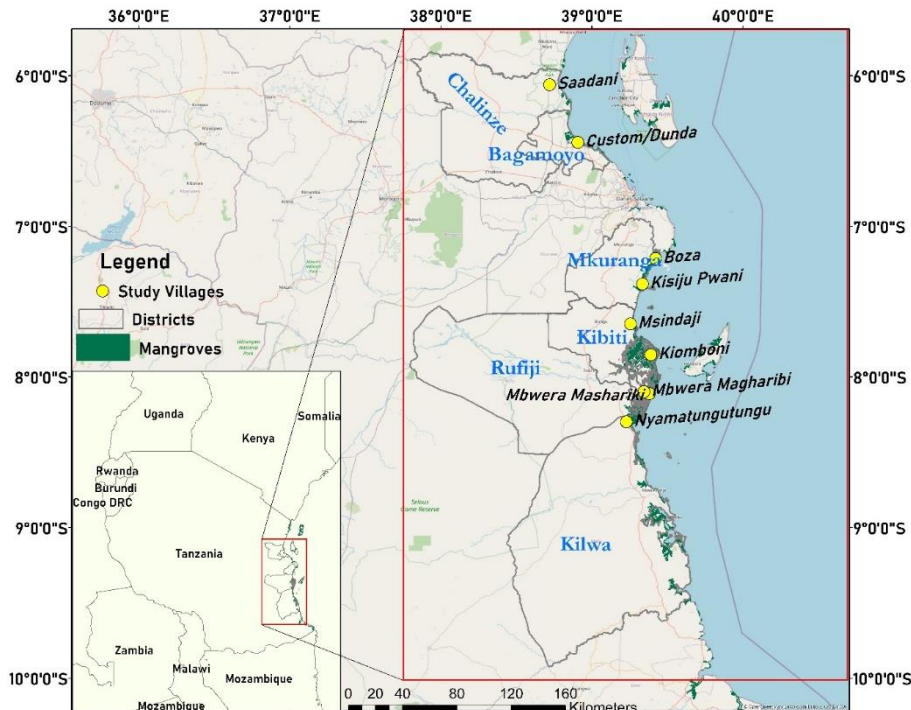 36°0'0"E 37°0'0"E 38°0'0"E 39°0'0"E 40°0'0"E
6°0'0"S
7°0'0"S
8°0'0"S
9°0'0"S
10°0'0"S
6°0'0"S
7°0'0"S
8°0'0"S
9°0'0"S
10°0'0"S
Saadani
Chalinze
Custom/Dunda
Bagamoyo
Boza
Mkuranga
Kisiju Pwani
Msindaji
Kibiti
Kiomboni
Rufiji
Mbwera Magharibi
Mbwera Mashariki
Nyamatungutungu
Kilwa
Dodoma
Legend
Study Villages
Districts
Mangroves
Uganda
Somalia
Kenya
Rwanda
Burundi
Congo DRC
Tanzania
Zambia
Malawi
Mozambique
Mozambique
0 20 40 80 120 160
Kilometers